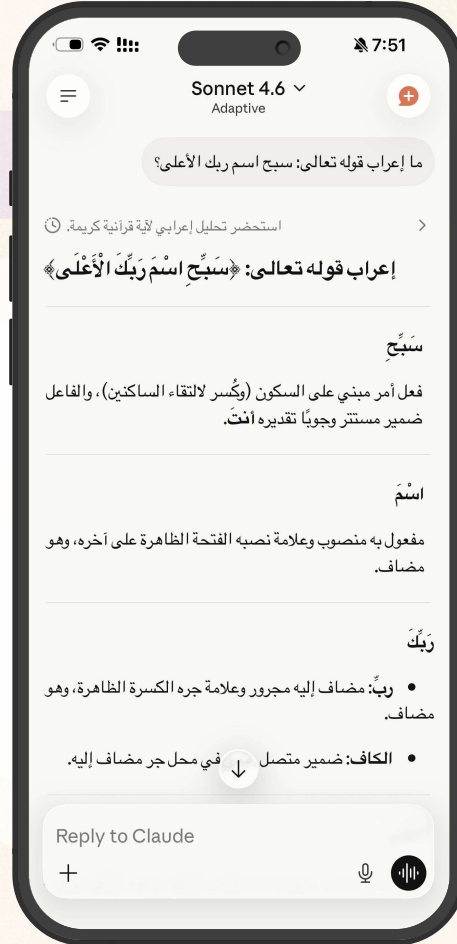 7:51
Sonnet 4.6
Adaptive
ما إعراب قوله تعالى: سبح اسم ربك الأعلى؟
استحضر تحليل إعرابي لآية قرآنية كريمة.
إعراب قوله تعالى: ﴿سَبِّحِ اسْمَ رَبِّكَ الْأَعْلَى﴾
سَبِّحِ
فعل أمر مبني على السكون (وكُسر لالتقاء الساكنين)، والفاعل
ضمير مستتر وجوبًا تقديره أنتَ.
اسْمَ
مفعول به منصوب وعلامة نصبه الفتحة الظاهرة على آخره، وهو
مضاف.
رَبِّكَ
• ربِّ: مضاف إليه مجرور وعلامة جره الكسرة الظاهرة، وهو
مضاف.
• الكاف: ضمير متصل في محل جر مضاف إليه.
Reply to Claude